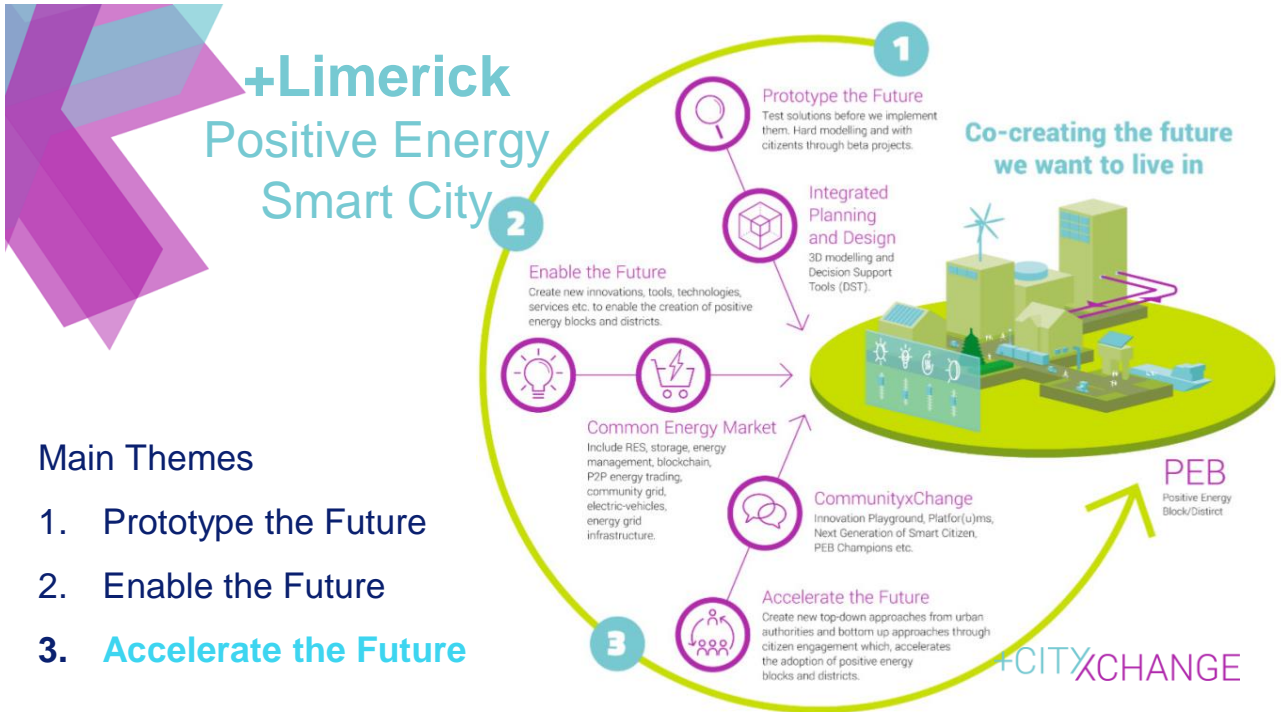 +Limerick
Positive Energy
Smart City
Main Themes
1. Prototype the Future
2. Enable the Future
3. Accelerate the Future
1
Prototype the Future
Test solutions before we implement
them. Hard modelling and with
citizents through beta projects.
Integrated
Planning
and Design
3D modelling and
Decision Support
Tools (DST).
2
Enable the Future
Create new innovations, tools, technologies,
services etc. to enable the creation of positive
energy blocks and districts.
Common Energy Market
Include RES, storage, energy
management, blockchain,
P2P energy trading,
community grid,
electric-vehicles,
energy grid
infrastructure.
CommunityxChange
Innovation Playground, Platfor(u)ms,
Next Generation of Smart Citizen,
PEB Champions etc.
3
Accelerate the Future
Create new top-down approaches from urban
authorities and bottom up approaches through
citizen engagement which, accelerates
the adoption of positive energy
blocks and districts.
Co-creating the future
we want to live in
PEB
Positive Energy
Block/Distirct
+CITYXCHANGE